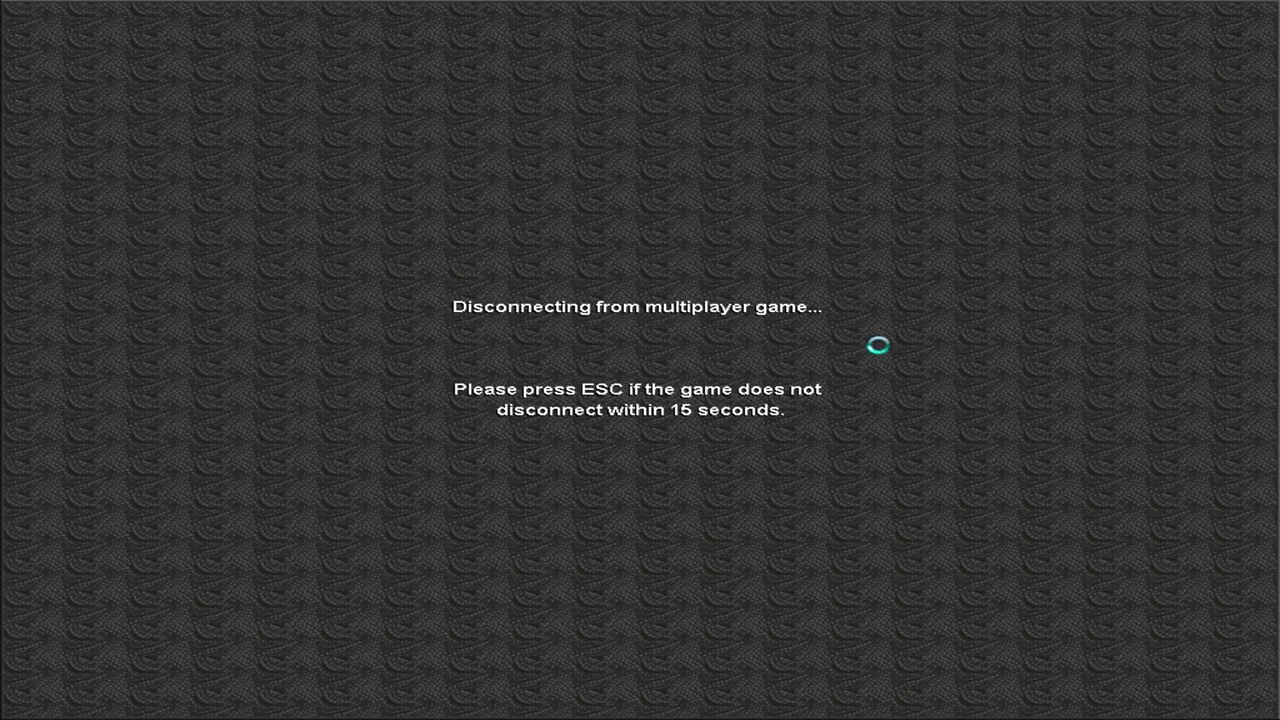 Disconnecting from multiplayer game...
Please press ESC if the game does not
disconnect within 15 seconds.